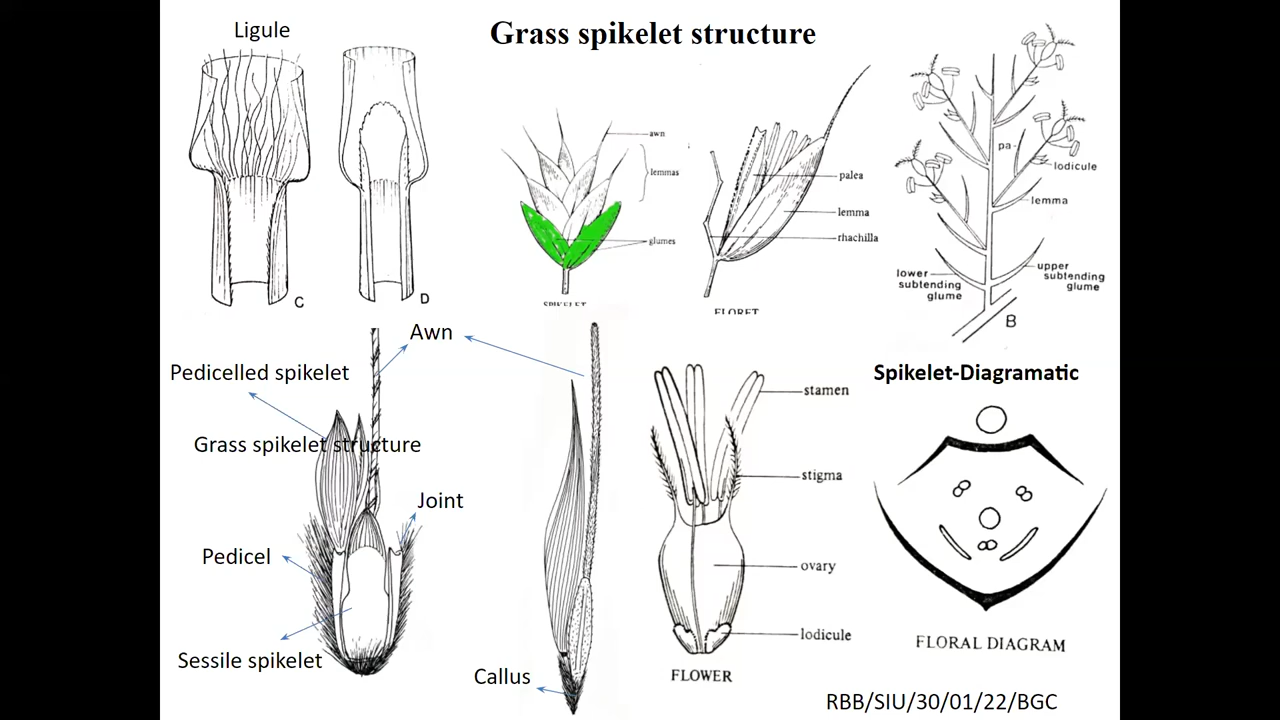 Ligule
Grass spikelet structure
awn
lemmas
glumes
SPIKELET
palea
lemma
rhachilla
FLORET
pa
lodicule
lemma
lower
subtending
glume
upper
subtending
glume
B
C
D
Awn
Pedicelled spikelet
Grass spikelet structure
Joint
Pedicel
Sessile spikelet
Callus
stamen
stigma
ovary
lodicule
FLOWER
Spikelet-Diagramatic
FLORAL DIAGRAM
RBB/SIU/30/01/22/BGC